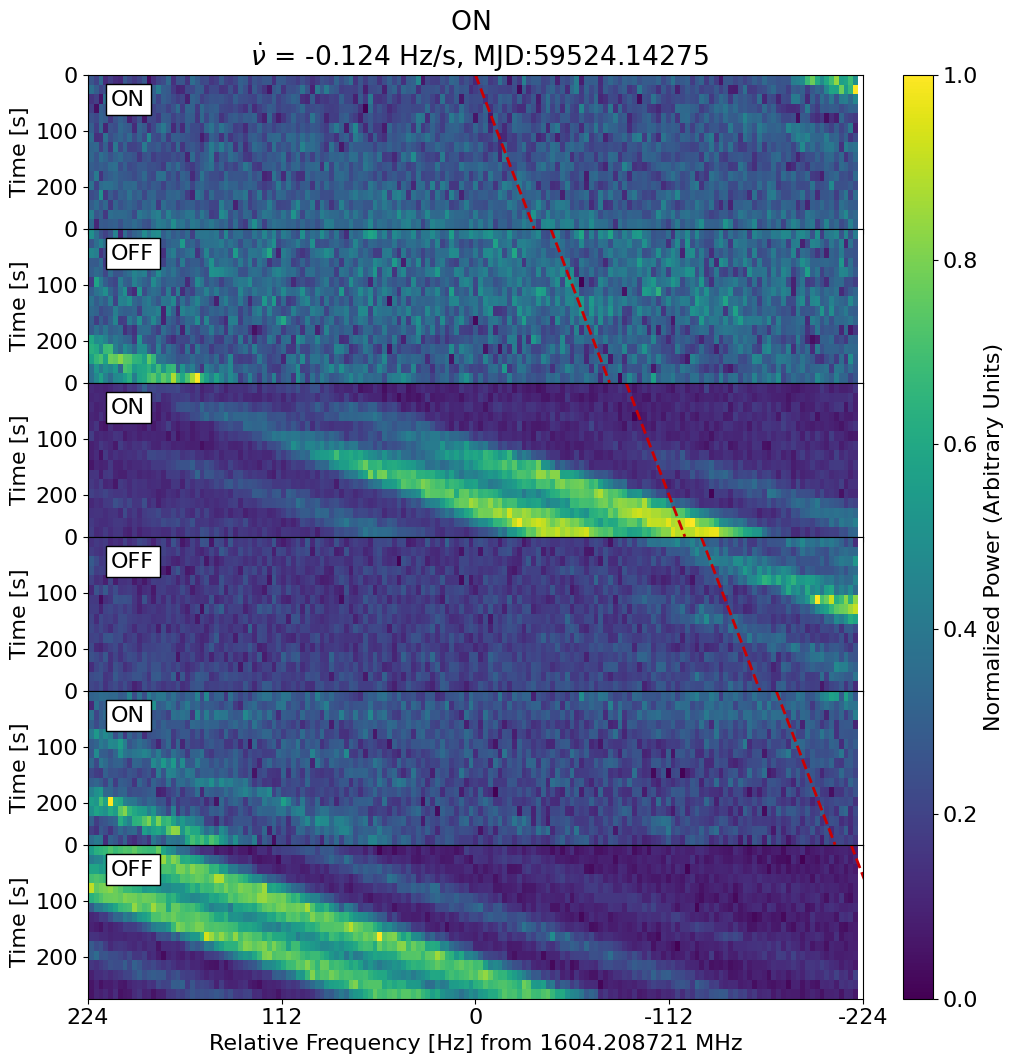 ON
ν̇ = -0.124 Hz/s, MJD:59524.14275
0
ON
Time [s]
100
200
0
OFF
Time [s]
100
200
0
ON
Time [s]
100
200
0
OFF
Time [s]
100
200
0
ON
Time [s]
100
200
0
OFF
Time [s]
100
200
224
112
0
-112
-224
Relative Frequency [Hz] from 1604.208721 MHz
1.0
0.8
0.6
0.4
0.2
0.0
Normalized Power (Arbitrary Units)